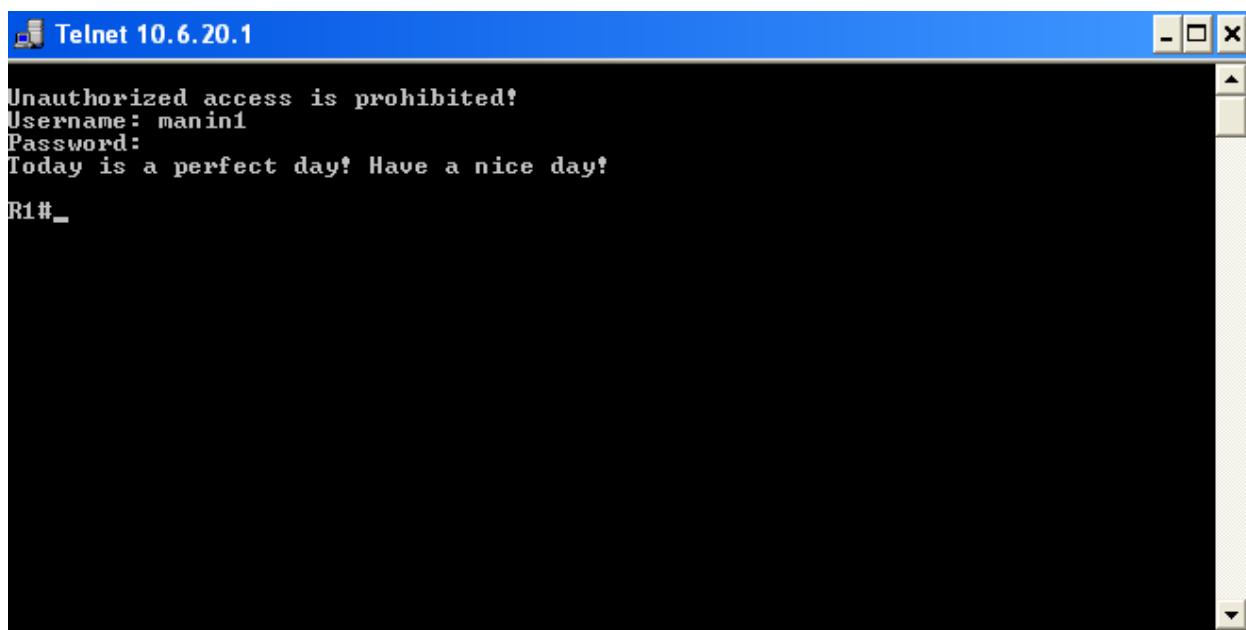 Telnet 10.6.20.1
Unauthorized access is prohibited!
Username: manin1
Password:
Today is a perfect day! Have a nice day!
R1#_